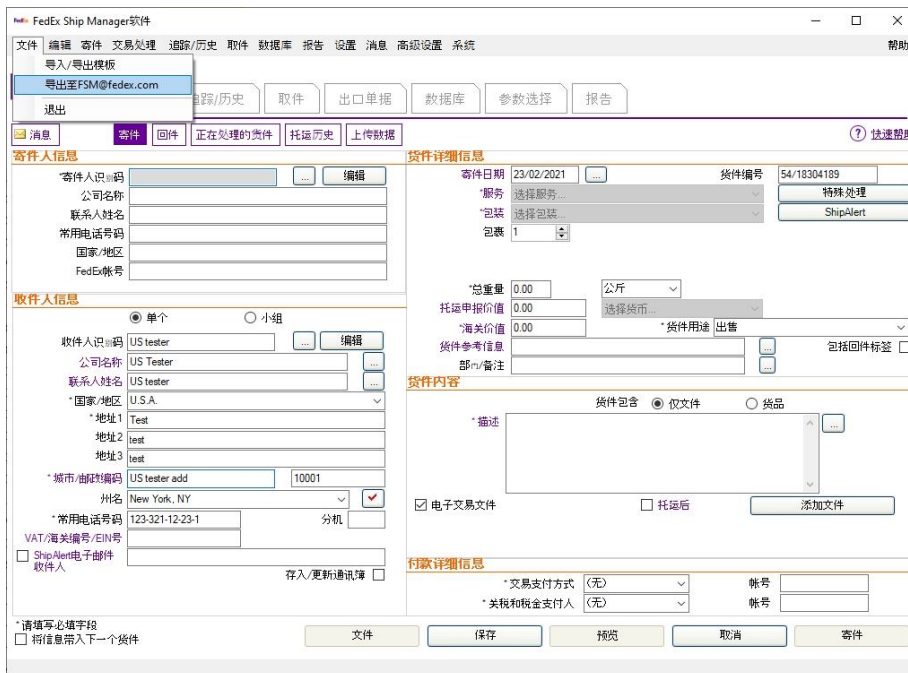 FedEx FedEx Ship Manager软件
文件 编辑 寄件 交易处理 追踪/历史 取件 数据库 报告 设置 消息 高级设置 系统 帮助
导入/导出模板
导出至FSM@fedex.com
退出
追踪/历史 取件 出口单据 数据库 参数选择 报告
消息 寄件 回件 正在处理的货件 托运历史 上传数据 ? 快速帮助
寄件人信息
*寄件人识别码 ... 编辑
公司名称
联系人姓名
常用电话号码
国家/地区
FedEx帐号
收件人信息
单个 小组
收件人识别码 US tester ... 编辑
公司名称 US Tester ...
联系人姓名 US tester ...
*国家/地区 U.S.A.
*地址1 Test
地址2 test
地址3 test
*城市/邮政编码 US tester add 10001
州名 New York, NY
*常用电话号码 123-321-12-23-1 分机
VAT/海关编号/EIN号
ShipAlert电子邮件
收件人
存入/更新通讯簿
货件详细信息
寄件日期 23/02/2021 ... 货件编号 54/18304189
*服务 选择服务... 特殊处理
*包装 选择包装... ShipAlert
包裹 1
*总重量 0.00 公斤
托运申报价值 0.00 选择货币...
*海关价值 0.00 *货件用途 出售
货件参考信息 ... 包括回件标签
部门/备注 ...
货件内容
货件包含 仅文件 货品
*描述 ...
电子交易文件 托运后 添加文件
付款详细信息
*交易支付方式 (无) 帐号
*关税和税金支付人 (无) 帐号
*请填写必填字段
将信息带入下一个货件
文件 保存 预览 取消 寄件